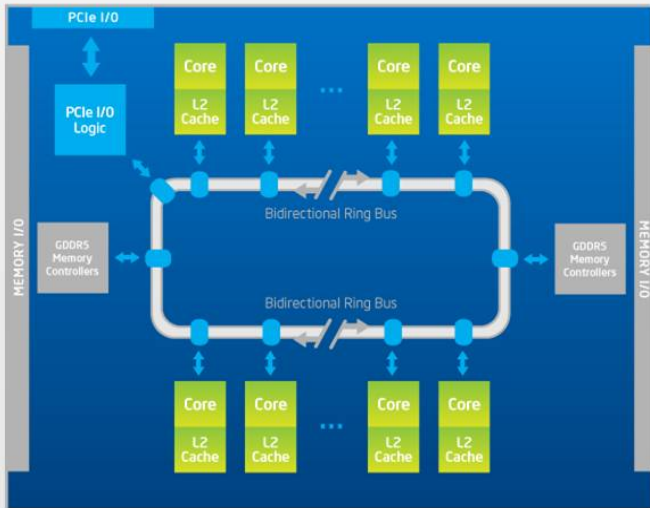 PCIe I/O
PCIe I/O
Logic
Core
L2
Cache
Core
L2
Cache
...
Core
L2
Cache
Core
L2
Cache
MEMORY I/O
GDDR5
Memory
Controllers
Bidirectional Ring Bus
GDDR5
Memory
Controllers
MEMORY I/O
Bidirectional Ring Bus
Core
L2
Cache
Core
L2
Cache
...
Core
L2
Cache
Core
L2
Cache